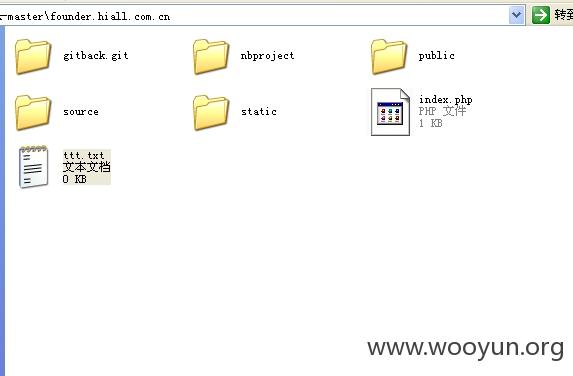 -master\founder.hiall.com.cn
转到
gitback.git
nbproject
public
source
static
index.php
PHP 文件
1 KB
ttt.txt
文本文档
0 KB
www.wooyun.org